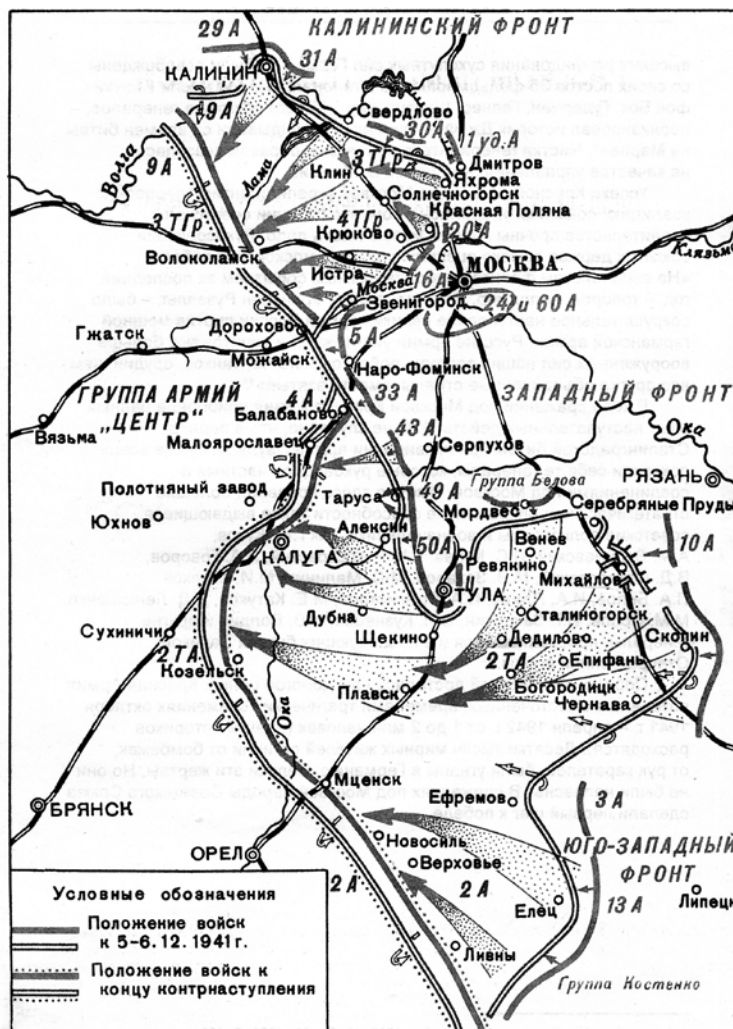 КАЛИНИНСКИЙ ФРОНТ
29 А
31 А
КАЛИНИН
Свердлово
30 А
11 уд. А
9 А
Волга
Лама
Клин
3 ТГр
Дмитров
Яхрома
Солнечногорск
Красная Поляна
3 ТГр
4 ТГр
Крюково
20 А
Клязьма
Волоколамск
Истра
16 А
МОСКВА
Москва
Звенигород
24 и 60 А
Гжатск
Дорохово
5 А
Можайск
Наро-Фоминск
ГРУППА АРМИЙ
„ЦЕНТР"
4 А
33 А
ЗАПАДНЫЙ ФРОНТ
Балабаново
Вязьма
Малоярославец
43 А
Серпухов
Ока
РЯЗАНЬ
Полотняный завод
Таруса
49 А
Группа Белова
Мордвес
Серебряные Пруды
Юхнов
Алексин
50 А
Венев
10 А
КАЛУГА
Ревякино
Михайлов
ТУЛА
Дубна
Сталиногорск
Сухиничи
Щекино
Дедилово
Скопин
2 ТА
2 ТА
Епифань
Козельск
Богородицк
Плавск
Чернава
Ока
Мценск
БРЯНСК
Ефремов
3 А
Новосиль
ОРЕЛ
Верховье
ЮГО-ЗАПАДНЫЙ
ФРОНТ
2 А
2 А
13 А
Липецк
Елец
Ливны
Группа Костенко
Условные обозначения
Положение войск
к 5-6.12.1941 г.
Положение войск к
концу контрнаступления